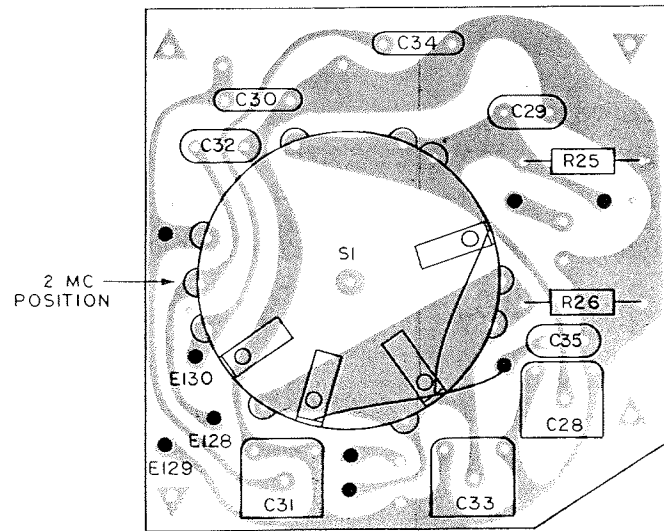 C34
C30
C29
C32
R25
S1
2 MC
POSITION
R26
C35
E130
C28
E128
E129
C31
C33